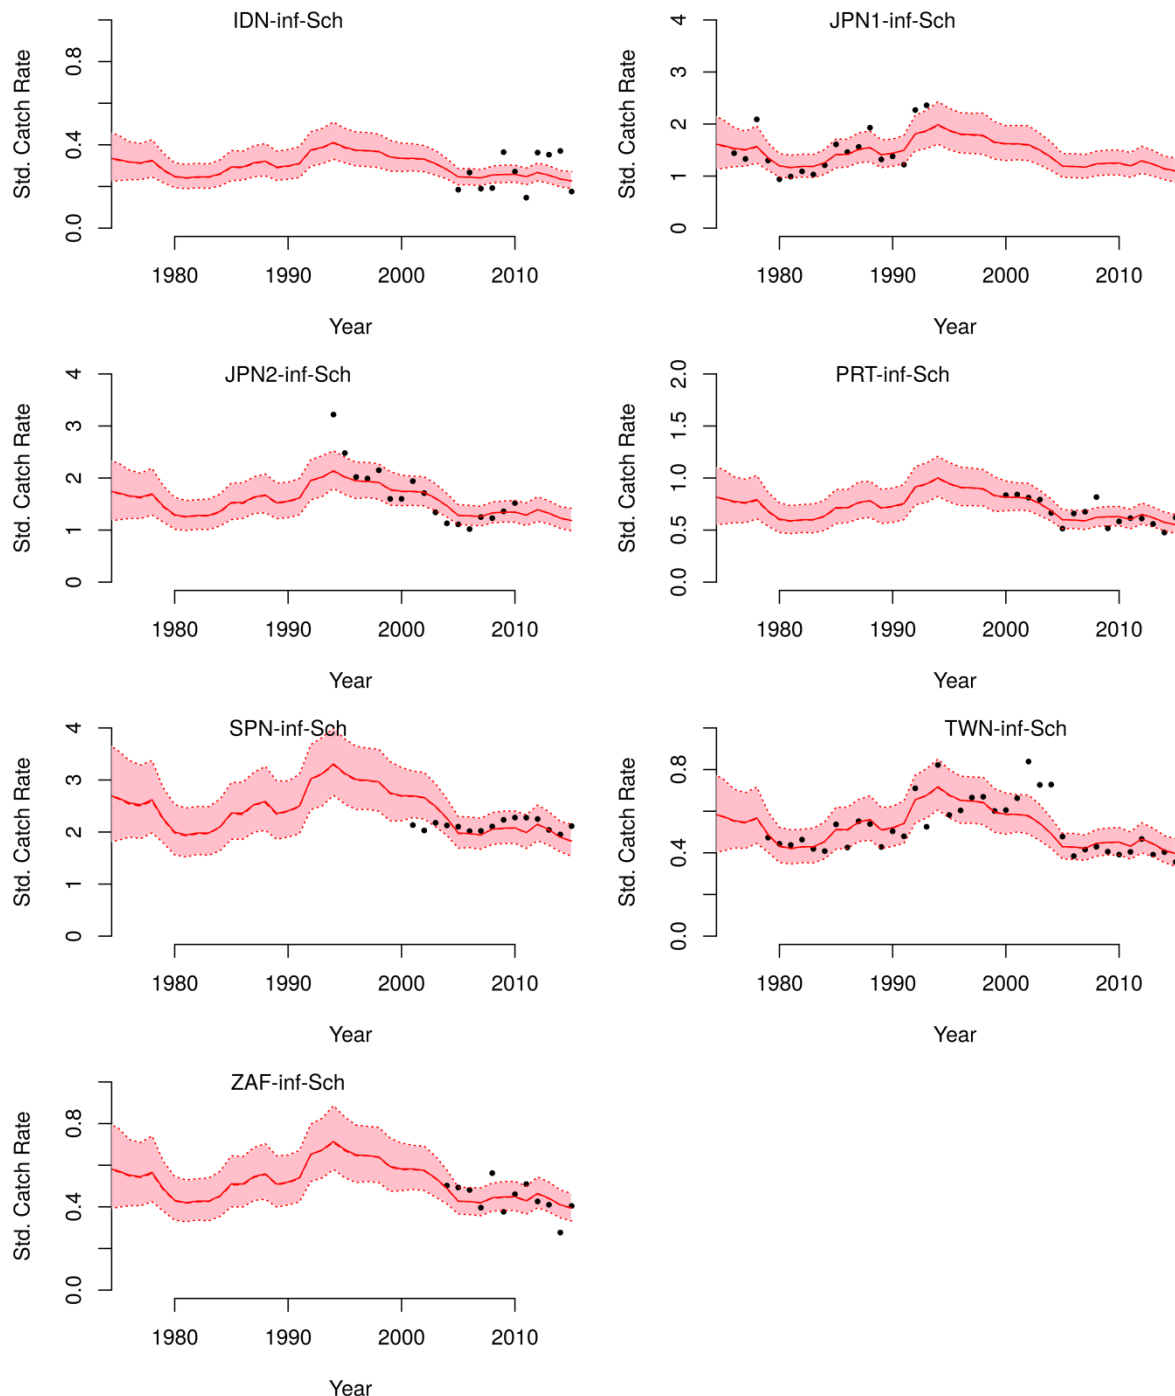 IDN-inf-Sch
Std. Catch Rate
0.0 0.4 0.8
1980 1990 2000 2010
Year
JPN1-inf-Sch
Std. Catch Rate
0 1 2 3 4
1980 1990 2000 2010
Year
JPN2-inf-Sch
Std. Catch Rate
0 1 2 3 4
1980 1990 2000 2010
Year
PRT-inf-Sch
Std. Catch Rate
0.0 0.5 1.0 1.5 2.0
1980 1990 2000 2010
Year
SPN-inf-Sch
Std. Catch Rate
0 1 2 3 4
1980 1990 2000 2010
Year
TWN-inf-Sch
Std. Catch Rate
0.0 0.4 0.8
1980 1990 2000 2010
Year
ZAF-inf-Sch
Std. Catch Rate
0.0 0.4 0.8
1980 1990 2000 2010
Year